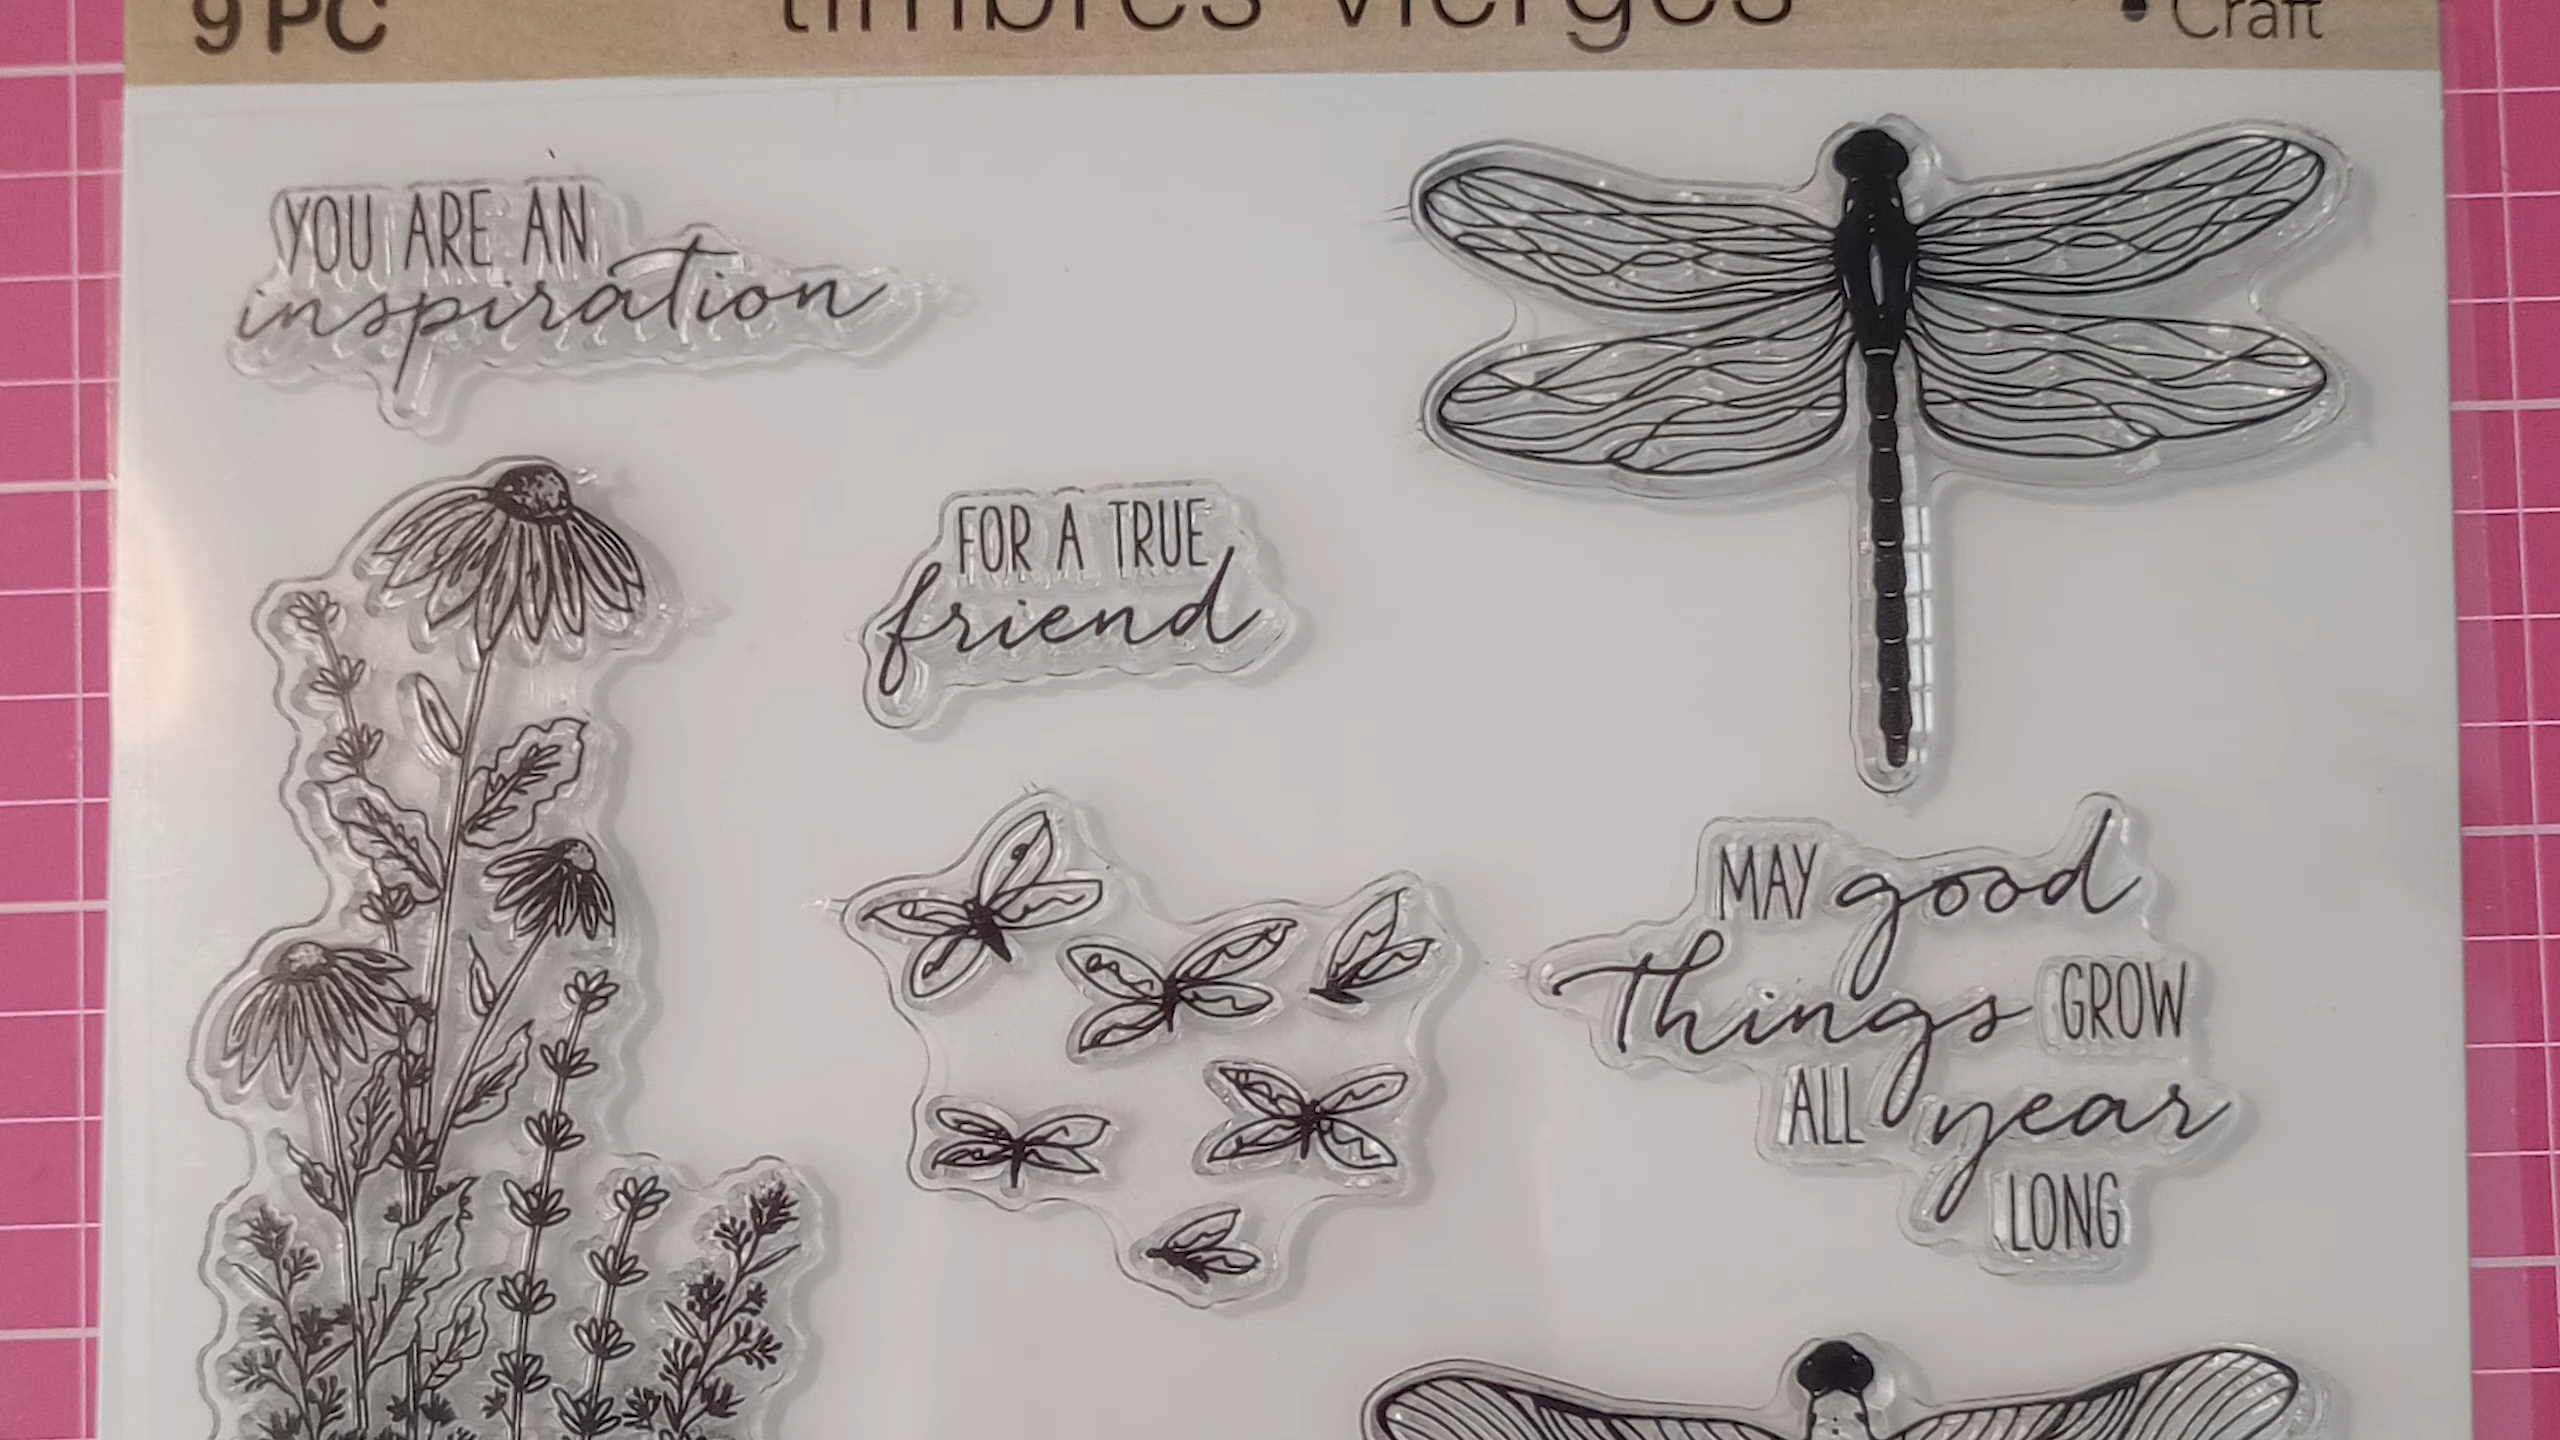 9 PC
timbres vierges
Craft
YOU ARE AN
inspiration
FOR A TRUE
friend
MAY good
things GROW
ALL year
LONG